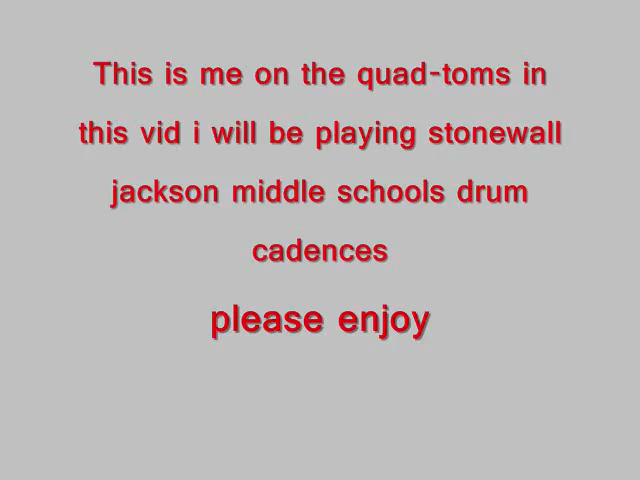 This is me on the quad-toms in
this vid i will be playing stonewall
jackson middle schools drum
cadences
please enjoy